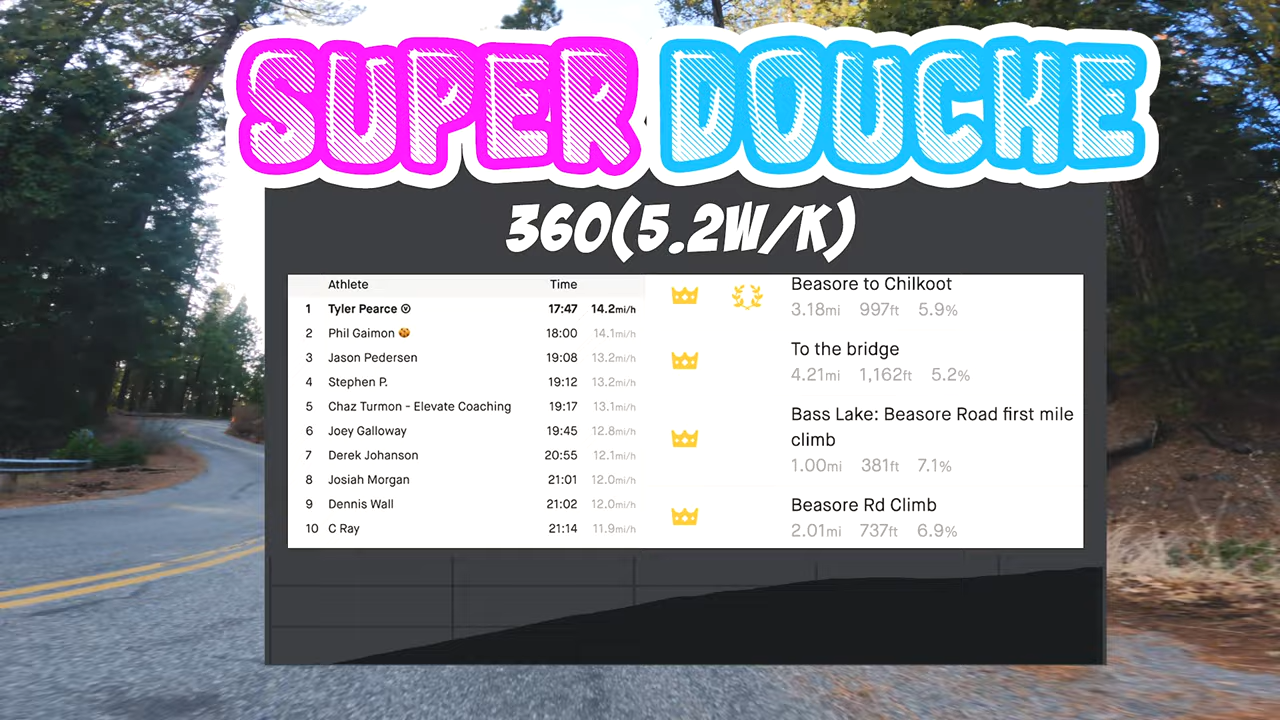 SUPER DOUCHE
360(5.2W/K)
Athlete Time
1 Tyler Pearce 17:47 14.2mi/h
2 Phil Gaimon 18:00 14.1mi/h
3 Jason Pedersen 19:08 13.2mi/h
4 Stephen P. 19:12 13.2mi/h
5 Chaz Turmon - Elevate Coaching 19:17 13.1mi/h
6 Joey Galloway 19:45 12.8mi/h
7 Derek Johanson 20:55 12.1mi/h
8 Josiah Morgan 21:01 12.0mi/h
9 Dennis Wall 21:02 12.0mi/h
10 C Ray 21:14 11.9mi/h
Beasore to Chilkoot
3.18mi 997ft 5.9%
To the bridge
4.21mi 1,162ft 5.2%
Bass Lake: Beasore Road first mile
climb
1.00mi 381ft 7.1%
Beasore Rd Climb
2.01mi 737ft 6.9%